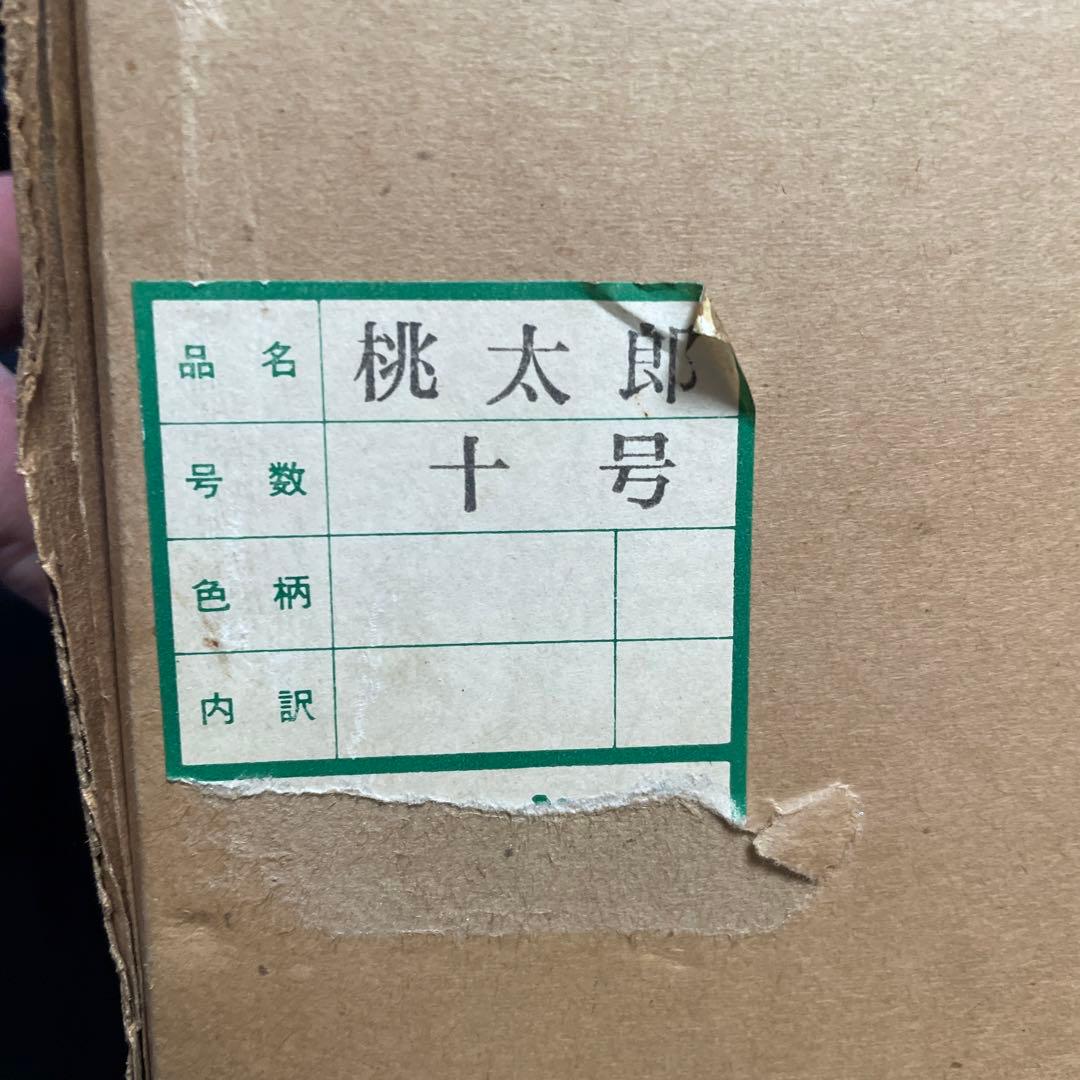 品名 桃太郎
号数 十号
色柄
内訳